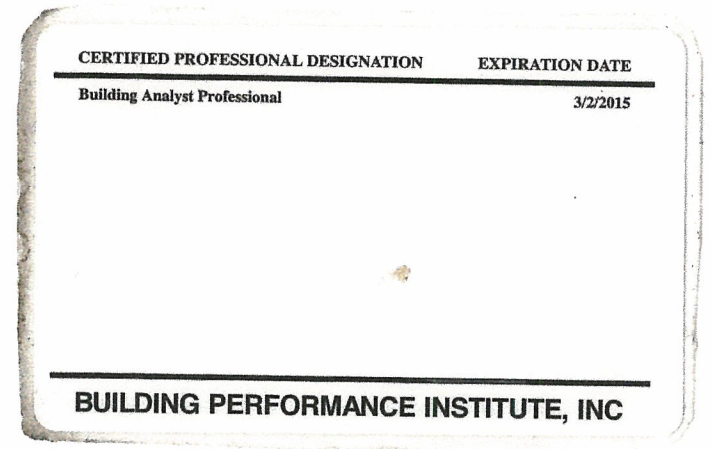 CERTIFIED PROFESSIONAL DESIGNATION EXPIRATION DATE
Building Analyst Professional 3/2/2015
BUILDING PERFORMANCE INSTITUTE, INC